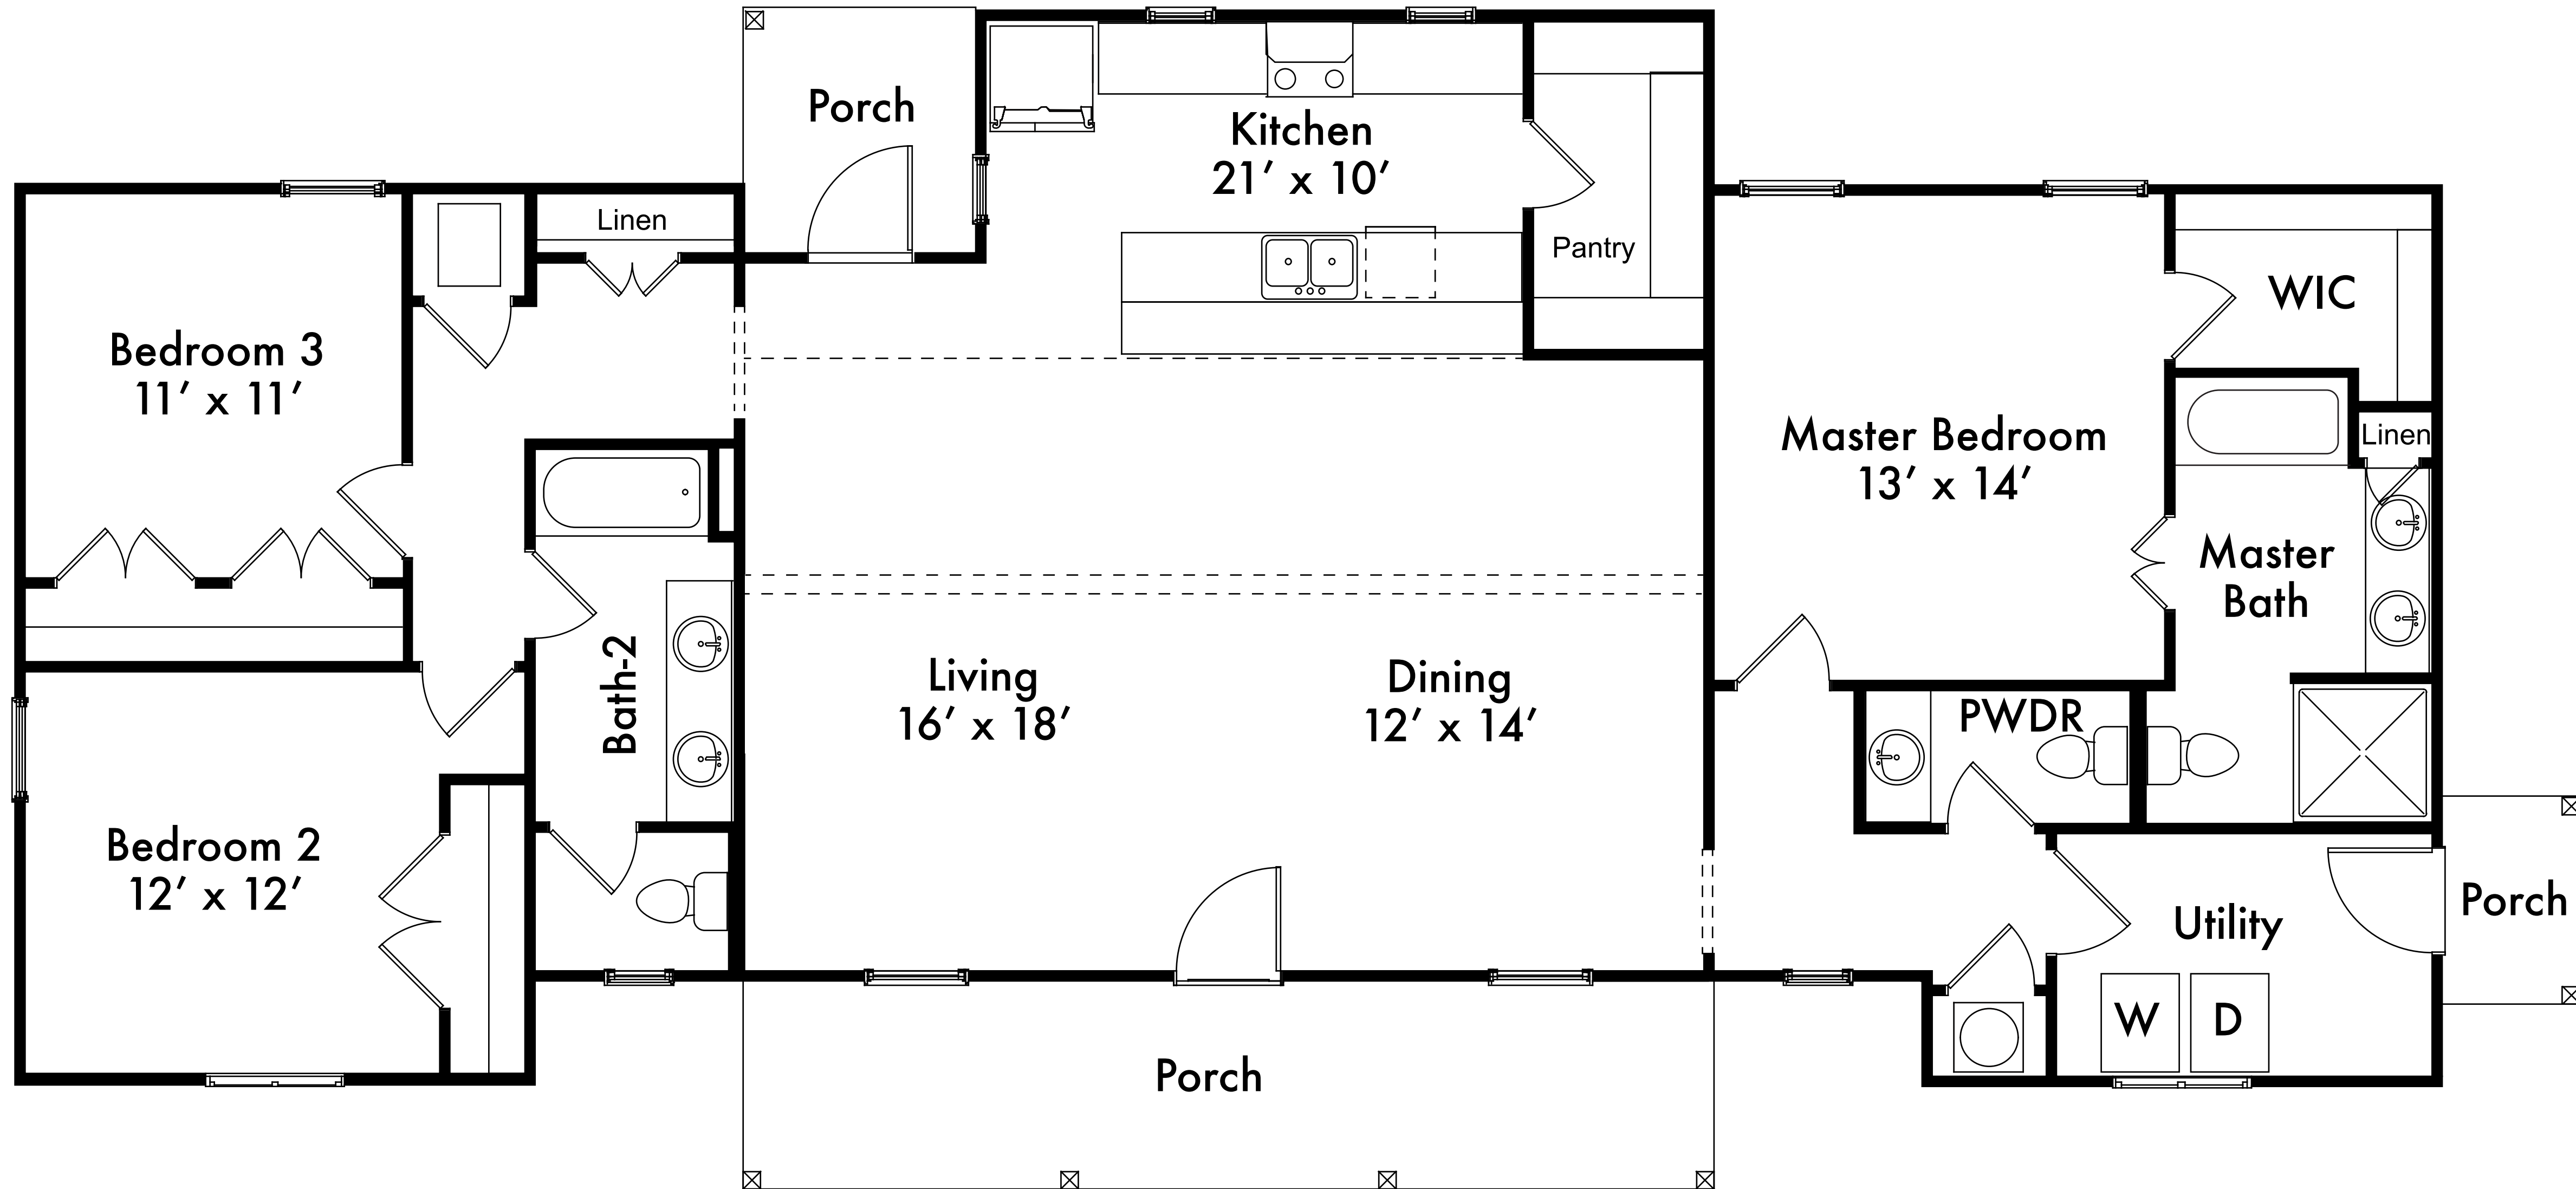 Porch
Kitchen
21′ x 10′
Linen
Pantry
WIC
Bedroom 3
11′ x 11′
Master Bedroom
13′ x 14′
Linen
Master
Bath
Bath-2
Living
16′ x 18′
Dining
12′ x 14′
PWDR
Bedroom 2
12′ x 12′
Utility
Porch
W D
Porch